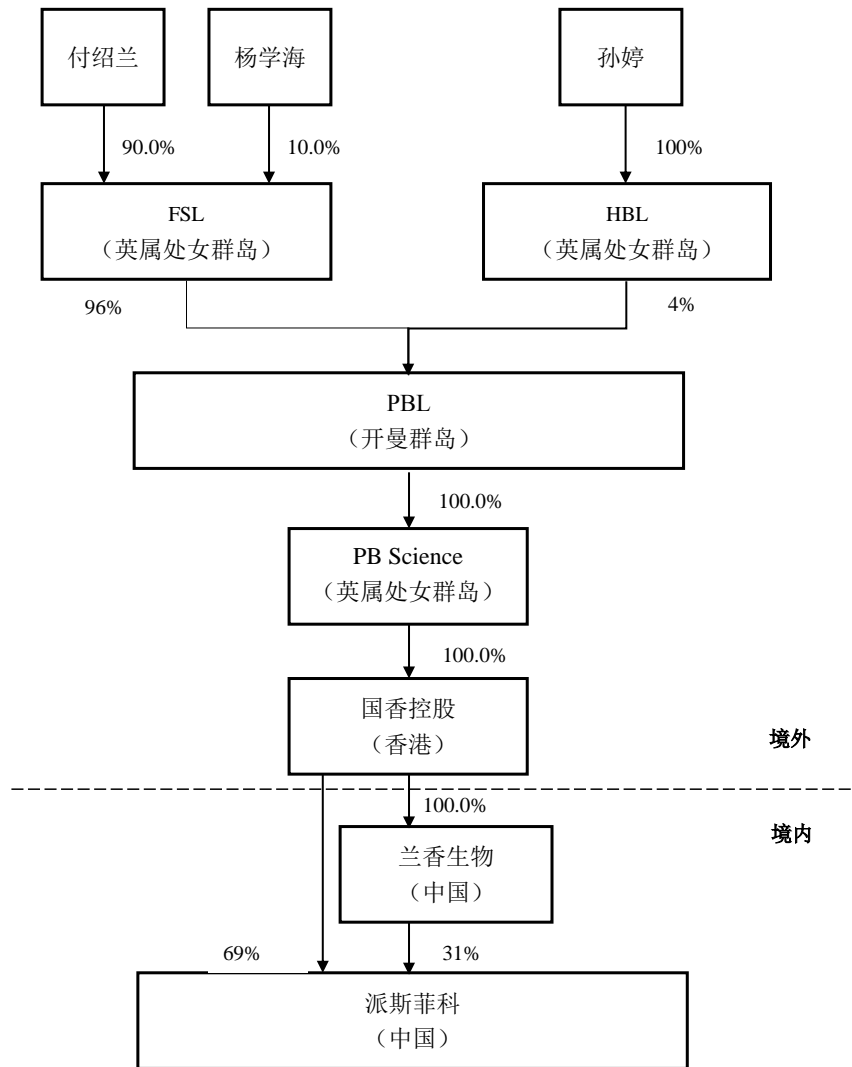 付绍兰
杨学海
孙婷
90.0%
10.0%
100%
FSL
（英属处女群岛）
HBL
（英属处女群岛）
96%
4%
PBL
（开曼群岛）
100.0%
PB Science
（英属处女群岛）
100.0%
国香控股
（香港）
境外
100.0%
境内
兰香生物
（中国）
69%
31%
派斯菲科
（中国）